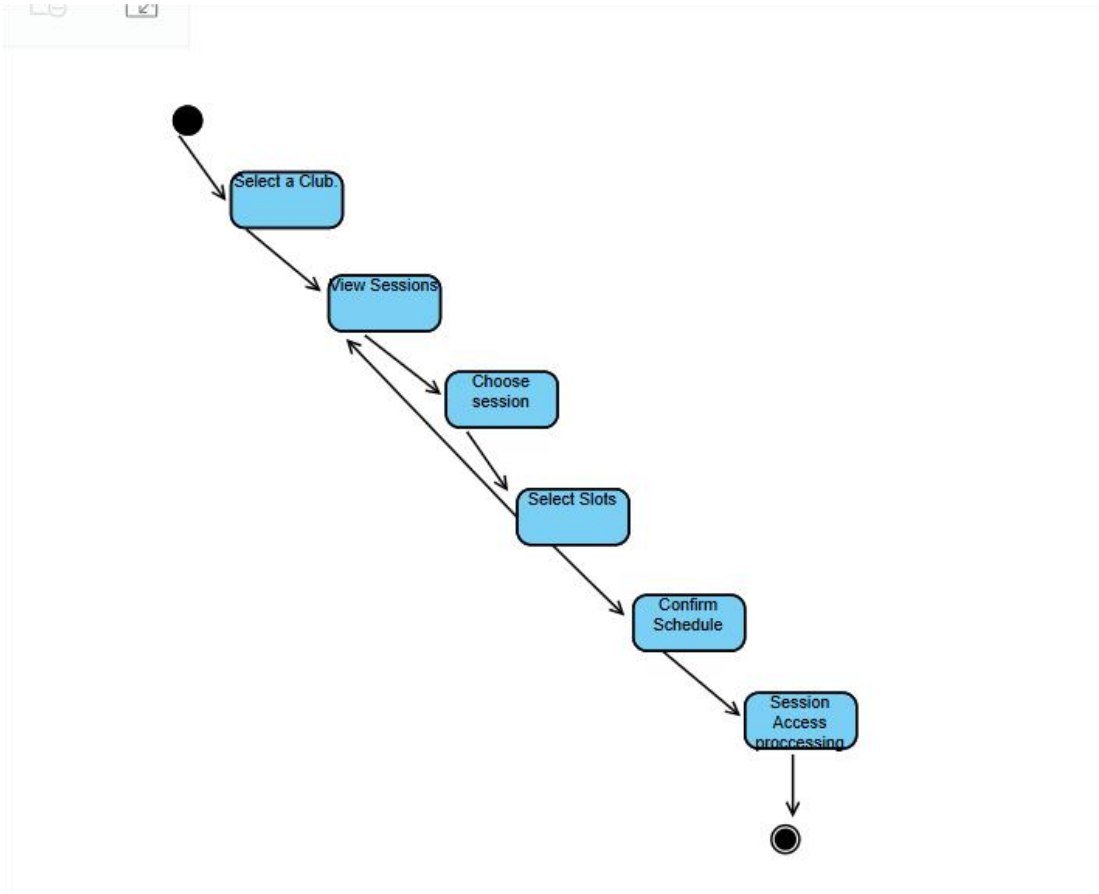 Select a Club.
View Sessions
Choose
session
Select Slots
Confirm
Schedule
Session
Access
proccessing